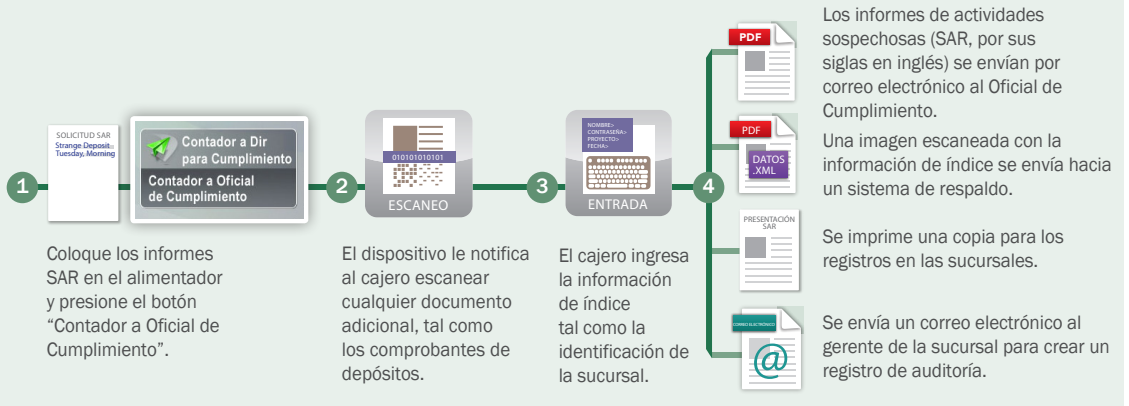 1
SOLICITUD SAR
Strange Deposit
Tuesday, Morning
Contador a Dir
para Cumplimiento
Contador a Oficial
de Cumplimiento
Coloque los informes
SAR en el alimentador
y presione el botón
“Contador a Oficial de
Cumplimiento”.
2
010101010101
ESCANEO
El dispositivo le notifica
al cajero escanear
cualquier documento
adicional, tal como
los comprobantes de
depósitos.
3
NOMBRE>
CONTRASEÑA>
PROYECTO>
FECHA>
ENTRADA
El cajero ingresa
la información
de índice
tal como la
identificación de
la sucursal.
4
PDF
Los informes de actividades
sospechosas (SAR, por sus
siglas en inglés) se envían por
correo electrónico al Oficial de
Cumplimiento.
PDF
DATOS
.XML
Una imagen escaneada con la
información de índice se envía hacia
un sistema de respaldo.
PRESENTACIÓN
SAR
Se imprime una copia para los
registros en las sucursales.
CORREO ELECTRÓNICO
@
Se envía un correo electrónico al
gerente de la sucursal para crear un
registro de auditoría.